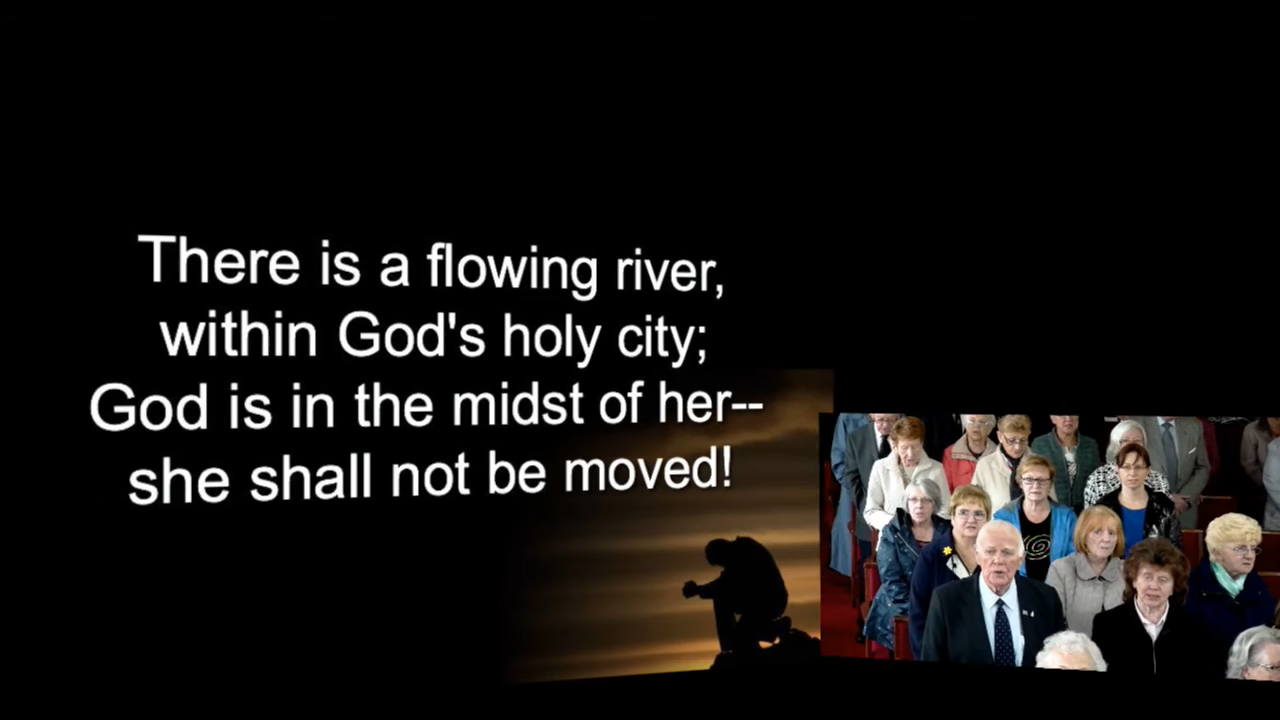 There is a flowing river,
within God's holy city;
God is in the midst of her--
she shall not be moved!